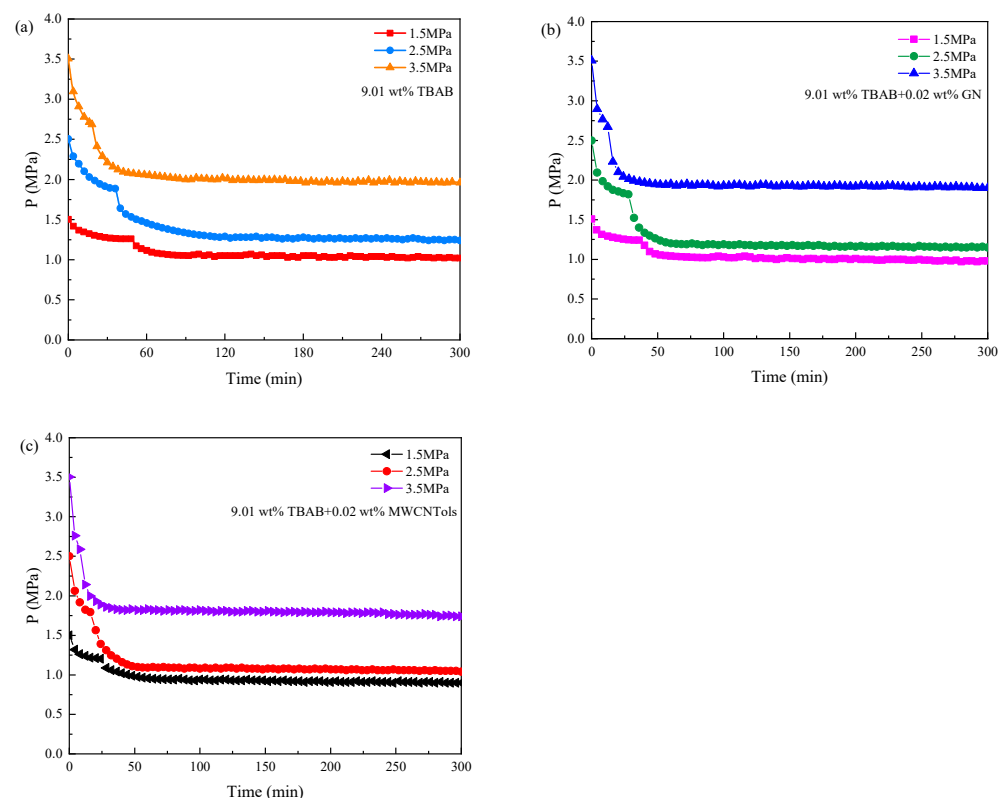 (a)
4.0
3.5
3.0
2.5
2.0
1.5
1.0
0.5
0.0
P (MPa)
1.5MPa
2.5MPa
3.5MPa
9.01 wt% TBAB
0 60 120 180 240 300
Time (min)
(b)
4.0
3.5
3.0
2.5
2.0
1.5
1.0
0.5
0.0
P (MPa)
1.5MPa
2.5MPa
3.5MPa
9.01 wt% TBAB+0.02 wt% GN
0 50 100 150 200 250 300
Time (min)
(c)
4.0
3.5
3.0
2.5
2.0
1.5
1.0
0.5
0.0
P (MPa)
1.5MPa
2.5MPa
3.5MPa
9.01 wt% TBAB+0.02 wt% MWCNTols
0 50 100 150 200 250 300
Time (min)